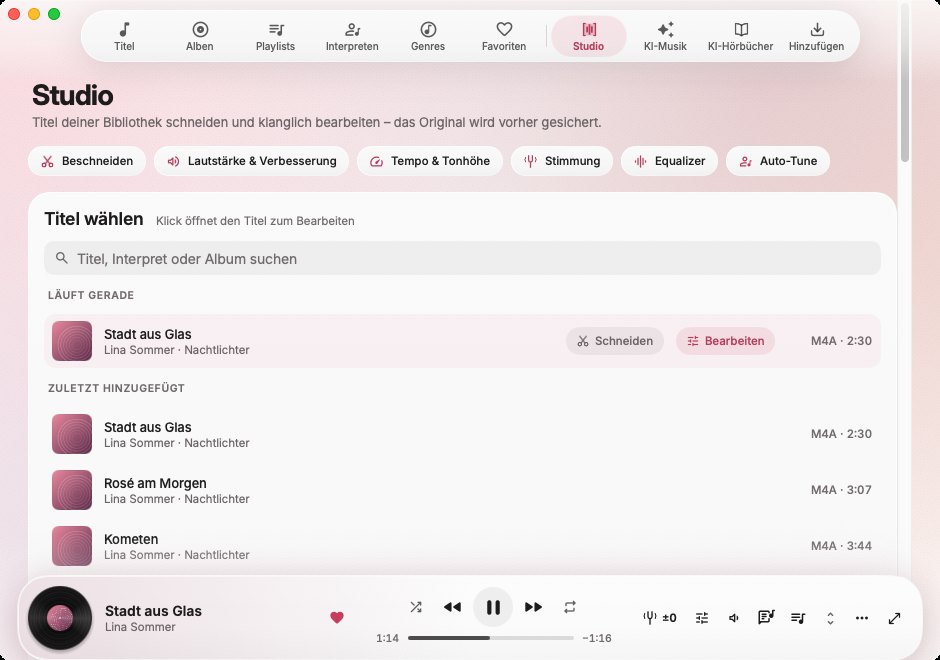 Titel
Alben
Playlists
Interpreten
Genres
Favoriten
Studio
KI-Musik
KI-Hörbücher
Hinzufügen
Studio
Titel deiner Bibliothek schneiden und klanglich bearbeiten – das Original wird vorher gesichert.
Beschneiden
Lautstärke & Verbesserung
Tempo & Tonhöhe
Stimmung
Equalizer
Auto-Tune
Titel wählen Klick öffnet den Titel zum Bearbeiten
Titel, Interpret oder Album suchen
LÄUFT GERADE
Stadt aus Glas
Lina Sommer · Nachtlichter
Schneiden
Bearbeiten
M4A · 2:30
ZULETZT HINZUGEFÜGT
Stadt aus Glas
Lina Sommer · Nachtlichter
M4A · 2:30
Rosé am Morgen
Lina Sommer · Nachtlichter
M4A · 3:07
Kometen
Lina Sommer · Nachtlichter
M4A · 3:44
Stadt aus Glas
Lina Sommer
1:14
−1:16
±0